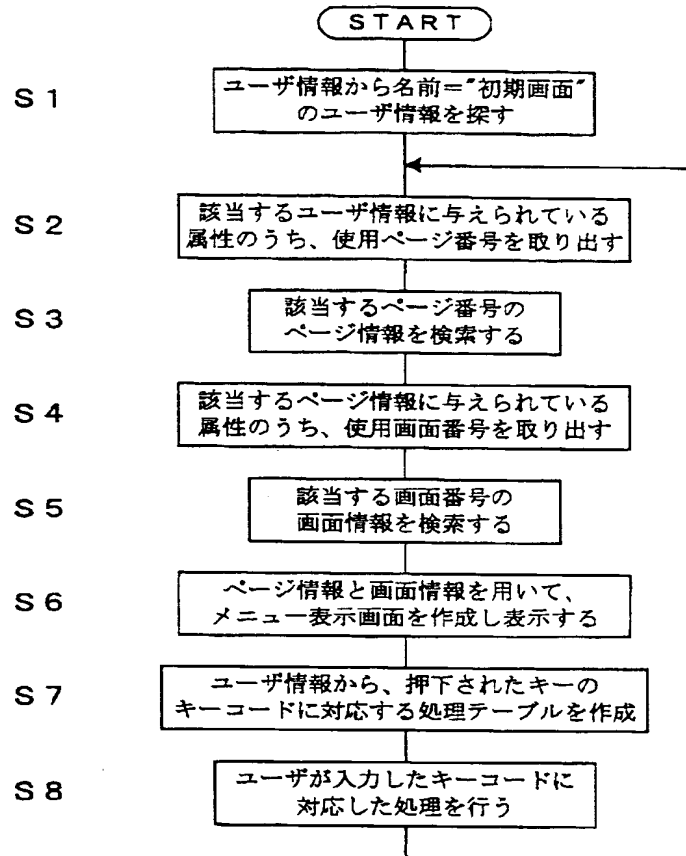 START
S1
ユーザ情報から名前="初期画面"
のユーザ情報を探す
S2
該当するユーザ情報に与えられている
属性のうち、使用ページ番号を取り出す
S3
該当するページ番号の
ページ情報を検索する
S4
該当するページ情報に与えられている
属性のうち、使用画面番号を取り出す
S5
該当する画面番号の
画面情報を検索する
S6
ページ情報と画面情報を用いて、
メニュー表示画面を作成し表示する
S7
ユーザ情報から、押下されたキーの
キーコードに対応する処理テーブルを作成
S8
ユーザが入力したキーコードに
対応した処理を行う